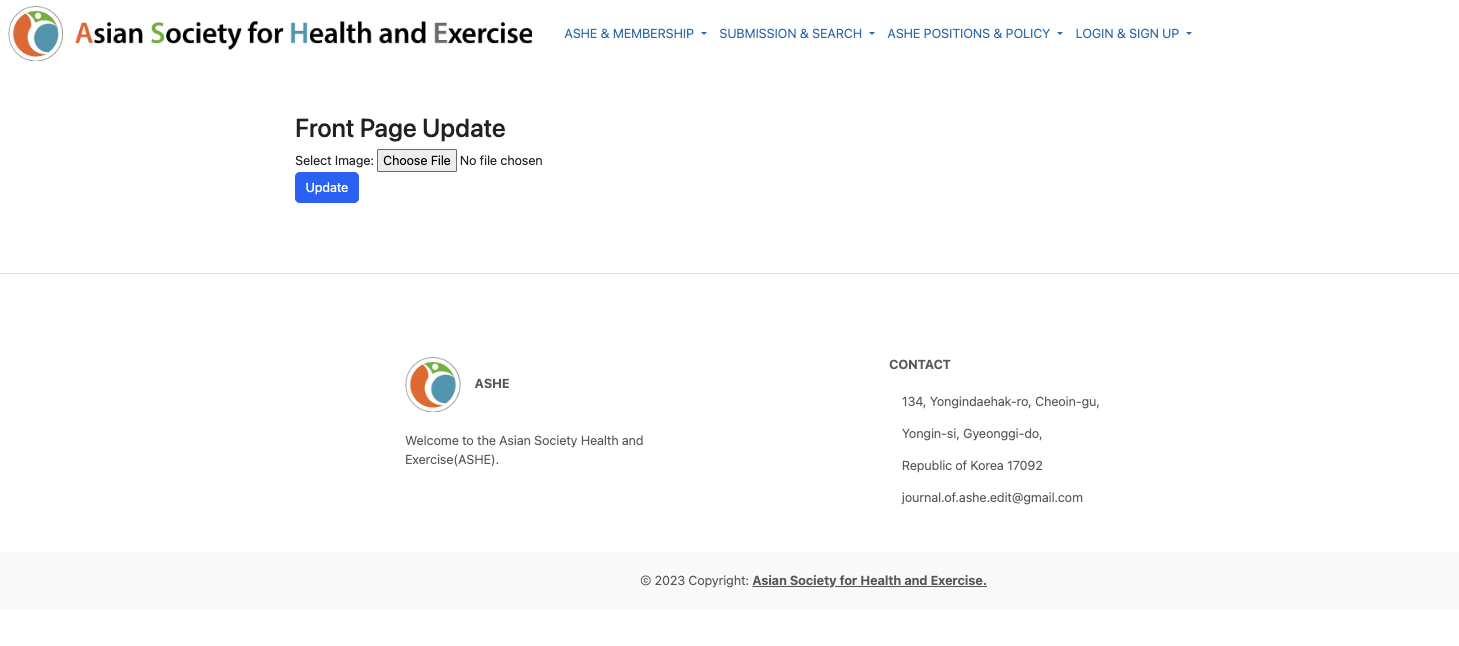 Asian Society for Health and Exercise
ASHE & MEMBERSHIP SUBMISSION & SEARCH ASHE POSITIONS & POLICY LOGIN & SIGN UP
Front Page Update
Select Image: Choose File No file chosen
Update
ASHE
Welcome to the Asian Society Health and
Exercise(ASHE).
CONTACT
134, Yongindaehak-ro, Cheoin-gu,
Yongin-si, Gyeonggi-do,
Republic of Korea 17092
journal.of.ashe.edit@gmail.com
© 2023 Copyright: Asian Society for Health and Exercise.